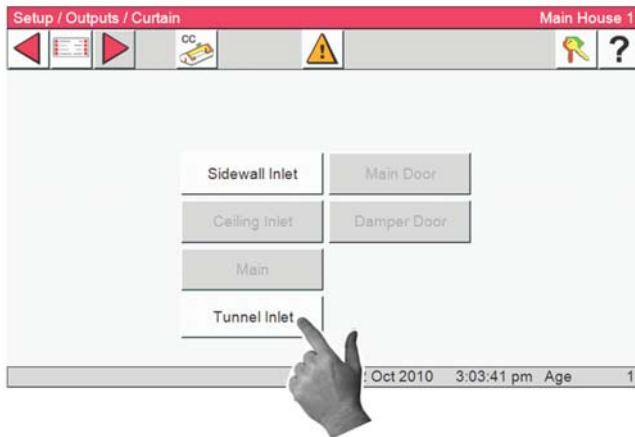 Setup / Outputs / Curtain Main House 1
CC
?
Sidewall Inlet Main Door
Ceiling Inlet Damper Door
Main
Tunnel Inlet
Oct 2010 3:03:41 pm Age 1